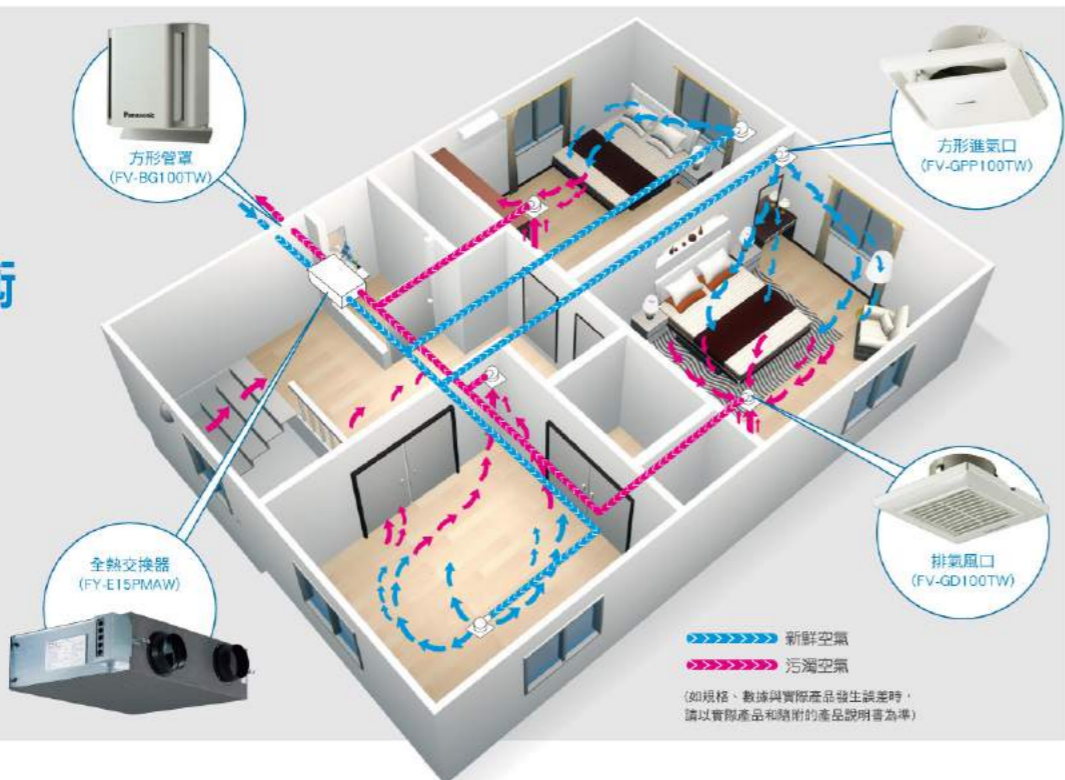 Panasonic
方形管罩
(FV-BG100TW)
方形進氣口
(FV-GPP100TW)
術
全熱交換器
(FY-E15PMAW)
排氣風口
(FV-GD100TW)
新鮮空氣
污濁空氣
(如規格、數據與實際產品發生誤差時，
請以實際產品和隨附的產品說明書為準)